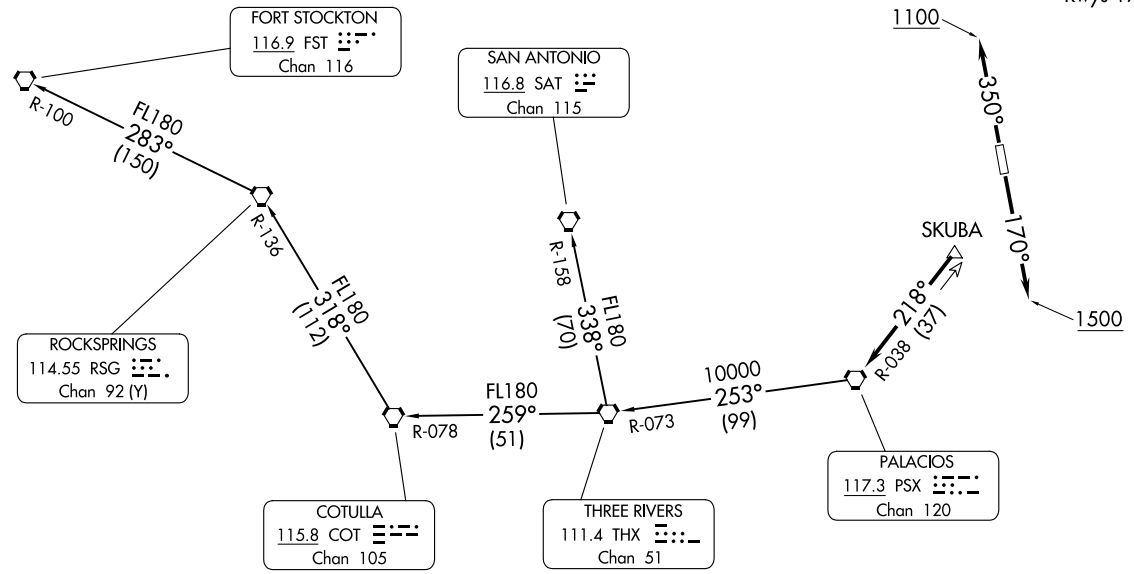 FORT STOCKTON
116.9 FST
Chan 116
R-100
FL180
283°
(150)
SAN ANTONIO
116.8 SAT
Chan 115
1100
350°
170°
1500
R-136
FL180
318°
(112)
R-158
FL180
338°
(70)
SKUBA
218°
(37)
R-038
ROCKSPRINGS
114.55 RSG
Chan 92 (Y)
R-078
FL180
259°
(51)
R-073
10000
253°
(99)
COTULLA
115.8 COT
Chan 105
THREE RIVERS
111.4 THX
Chan 51
PALACIOS
117.3 PSX
Chan 120